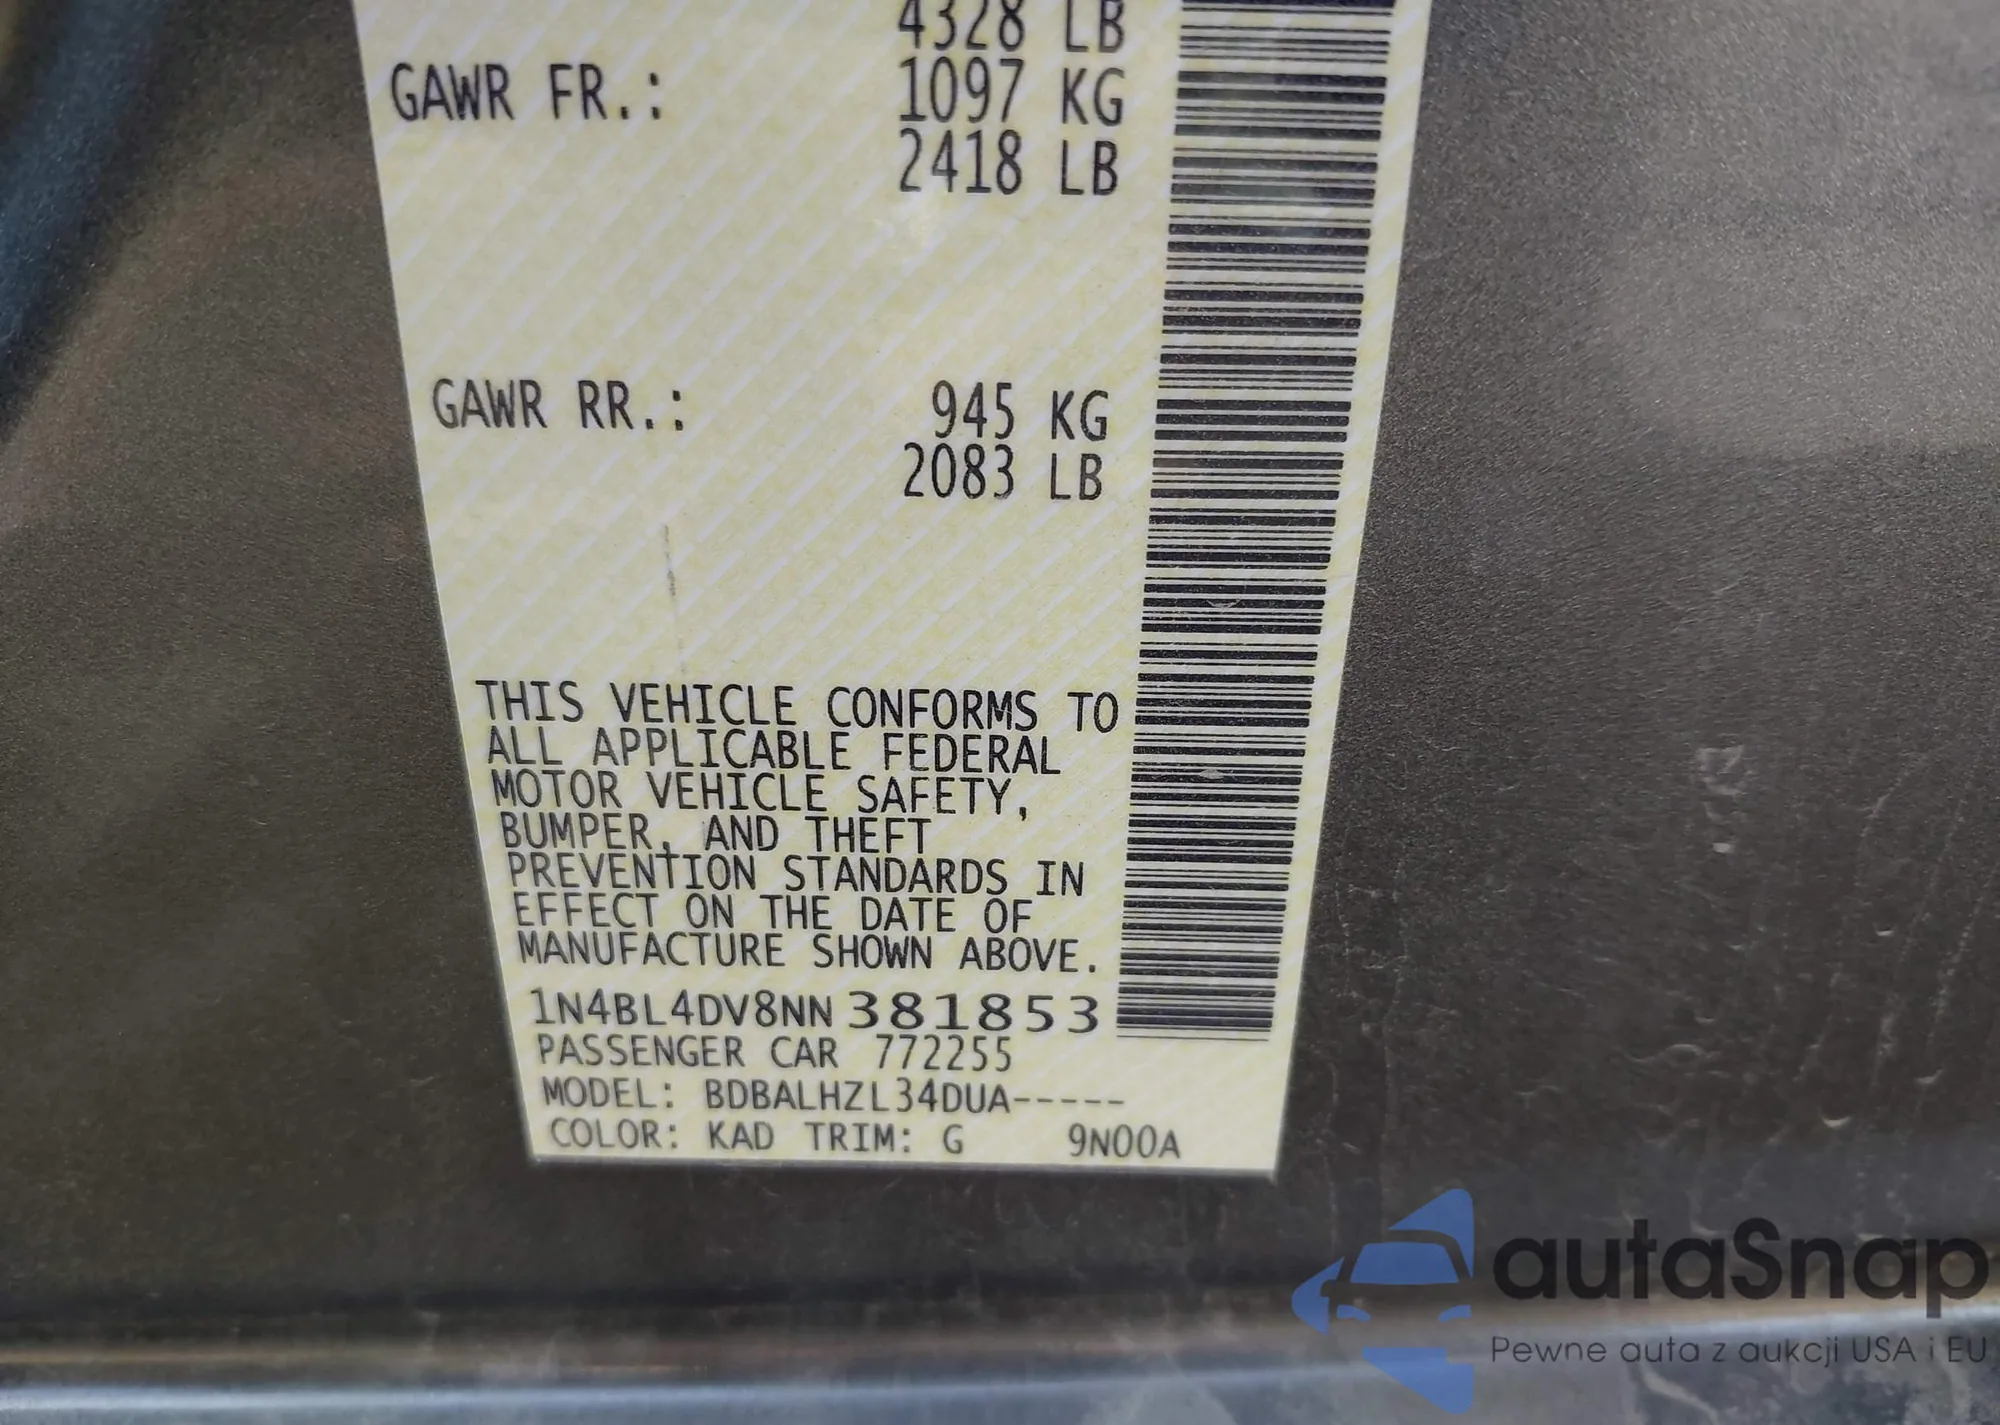 4328 LB
GAWR FR.: 1097 KG
2418 LB
GAWR RR.: 945 KG
2083 LB
THIS VEHICLE CONFORMS TO
ALL APPLICABLE FEDERAL
MOTOR VEHICLE SAFETY,
BUMPER, AND THEFT
PREVENTION STANDARDS IN
EFFECT ON THE DATE OF
MANUFACTURE SHOWN ABOVE.
1N4BL4DV8NN381853
PASSENGER CAR 772255
MODEL: BDBALHZL34DUA-----
COLOR: KAD TRIM: G 9N00A
autaSnap
Pewne auta z aukcji USA i EU